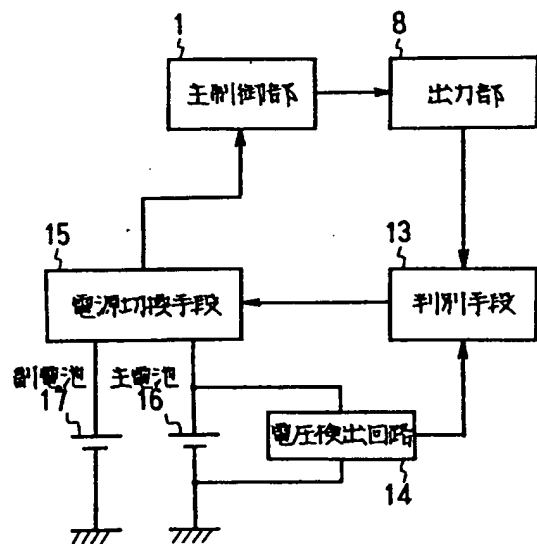 1
8
主制御部
出力部
15
13
電源切換手段
判別手段
副電池
主電池
17
16
電圧検出回路
14